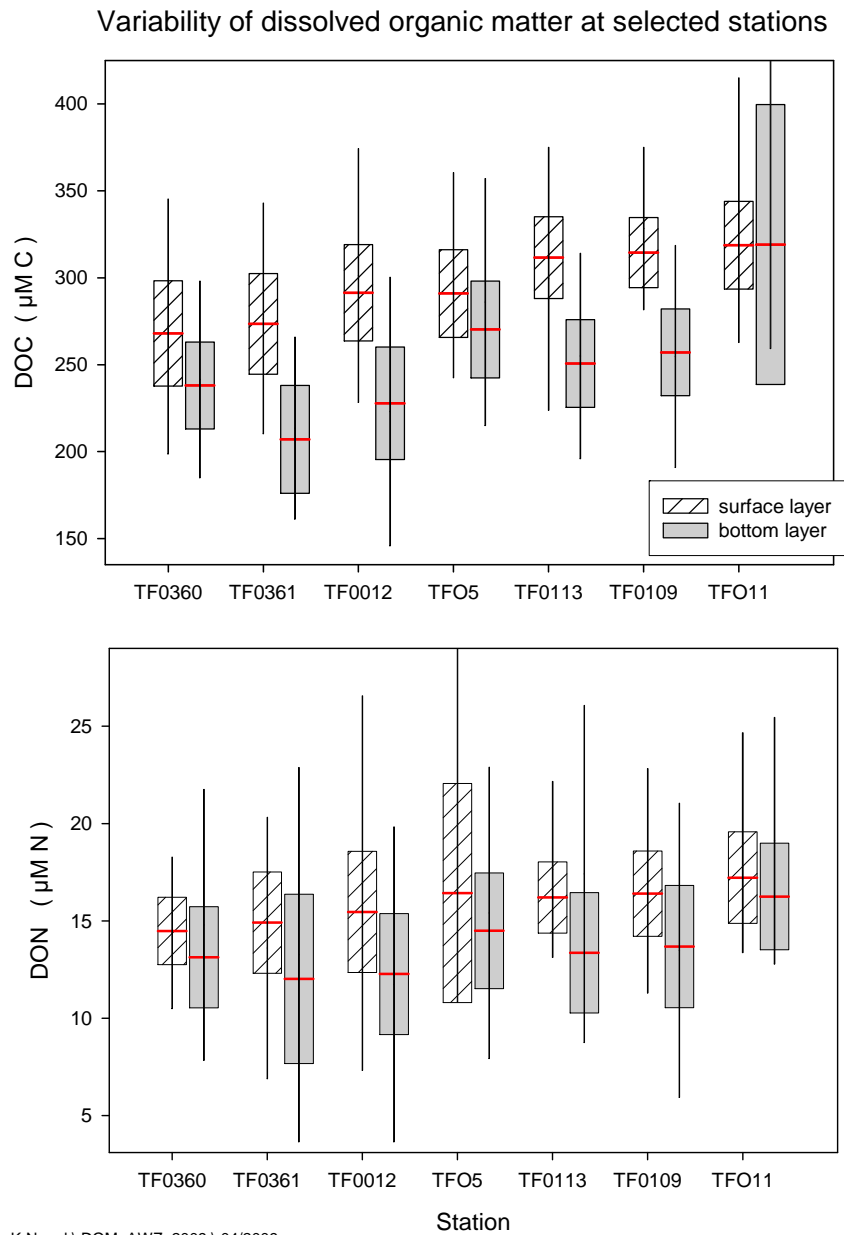 Variability of dissolved organic matter at selected stations
DOC ( µM C )
400
350
300
250
200
150
surface layer
bottom layer
TF0360 TF0361 TF0012 TFO5 TF0113 TF0109 TFO11
DON ( µM N )
25
20
15
10
5
TF0360 TF0361 TF0012 TFO5 TF0113 TF0109 TFO11
Station